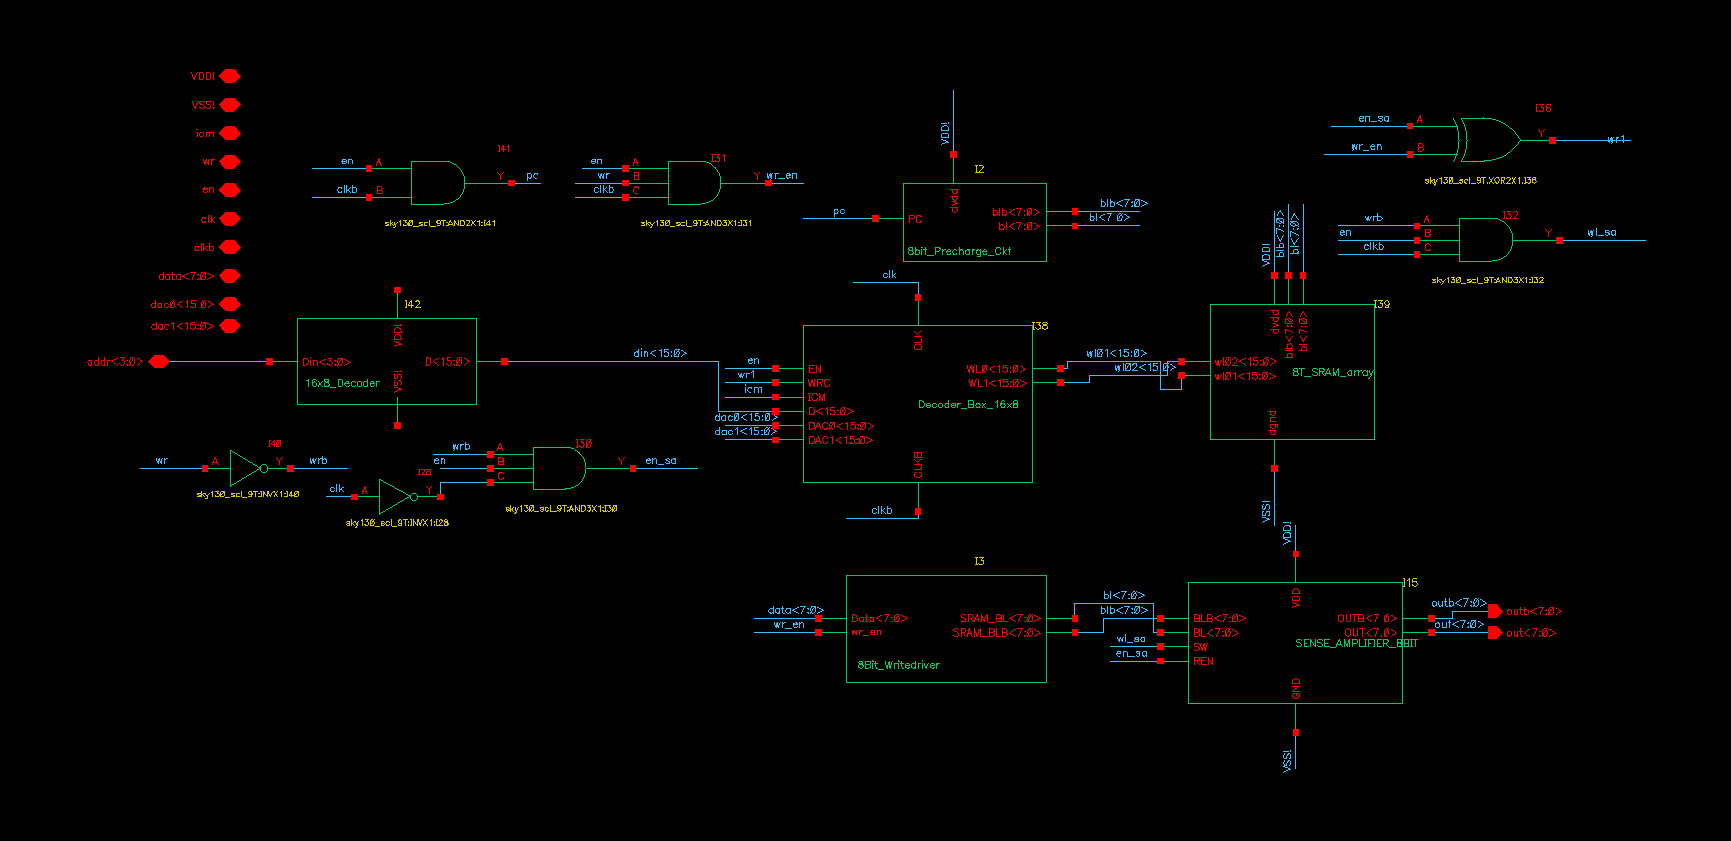 VDD!
VSS!
icm
wr
en
clk
clkb
data<7:0>
dac0<15:0>
dac1<15:0>
addr<3:0>
I41
en
A
clkb
B
Y
pc
sky130_scl_9T:AND2X1:I41
I31
en
A
wr
B
clkb
C
Y
wr_en
sky130_scl_9T:AND3X1:I31
VDD!
I2
dvdd
pc
PC
blb<7:0>
bl<7:0>
blb<7:0>
bl<7:0>
8bit_Precharge_Ckt
I36
en_sa
A
wr_en
B
Y
wr1
sky130_scl_9T:XOR2X1:I36
I32
wrb
A
en
B
clkb
C
Y
wl_sa
sky130_scl_9T:AND3X1:I32
I42
VDD!
Din<3:0>
D<15:0>
16x8_Decoder
VSS!
din<15:0>
clk
I38
CLK
en
EN
wr1
WRC
icm
ICM
D<15:0>
dac0<15:0>
DAC0<15:0>
dac1<15:0>
DAC1<15:0>
WL0<15:0>
WL1<15:0>
Decoder_Box_16x8
CLKB
clkb
wl01<15:0>
wl02<15:0>
VDD!
blb<7:0>
bl<7:0>
I39
dvdd
blb<7:0>
bl<7:0>
wl02<15:0>
wl01<15:0>
8T_SRAM_array
dgnd
VSS!
I40
wr
A
Y
wrb
sky130_scl_9T:INVX1:I40
I28
clk
A
Y
sky130_scl_9T:INVX1:I28
I30
wrb
A
en
B
C
Y
en_sa
sky130_scl_9T:AND3X1:I30
I3
data<7:0>
Data<7:0>
wr_en
wr_en
SRAM_BL<7:0>
SRAM_BLB<7:0>
8Bit_Writedriver
bl<7:0>
blb<7:0>
wl_sa
en_sa
VDD!
I15
VDD
BLB<7:0>
BL<7:0>
SW
REN
OUTB<7:0>
OUT<7:0>
SENSE_AMPLIFIER_8BIT
GND
VSS!
outb<7:0>
out<7:0>
outb<7:0>
out<7:0>